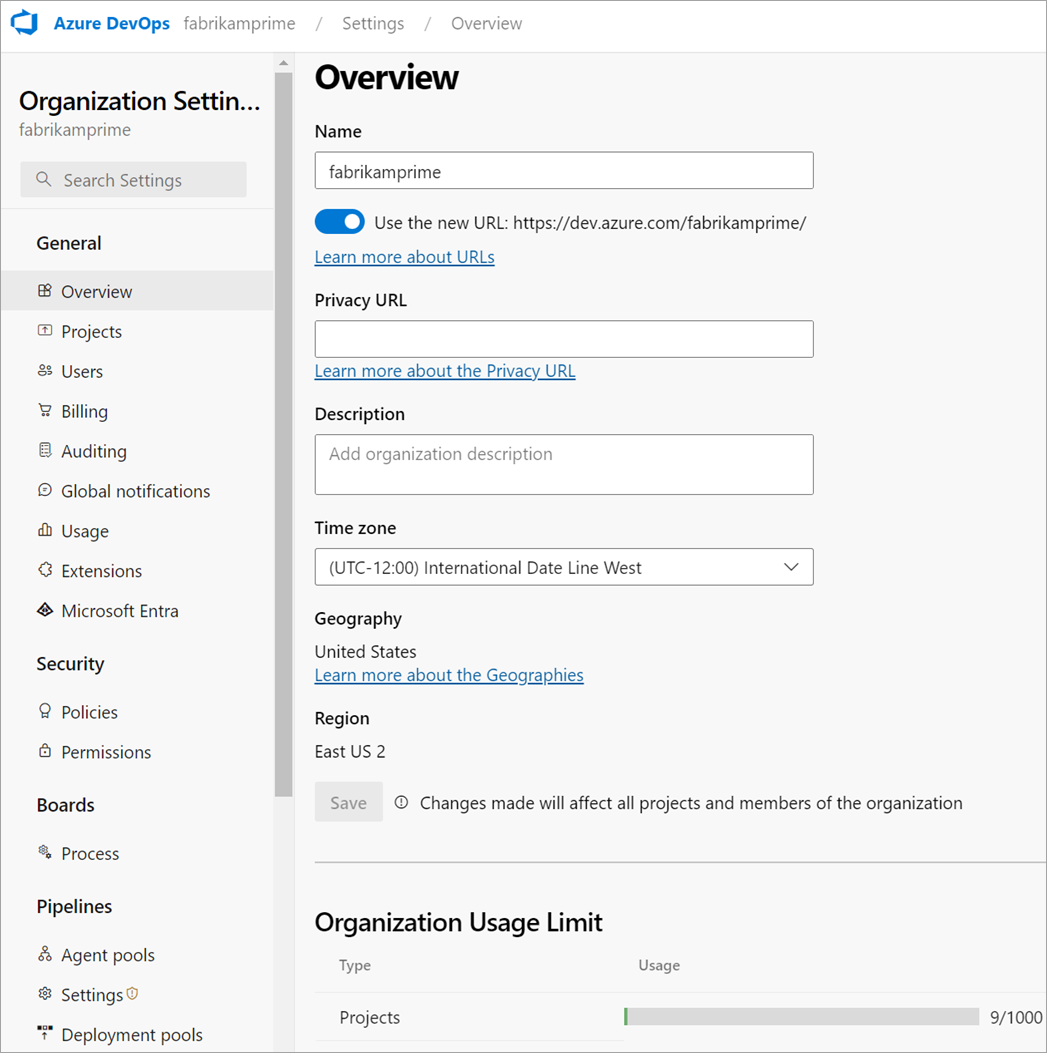 Azure DevOps fabrikamprime / Settings / Overview
Organization Settin...
fabrikamprime
Search Settings
General
Overview
Projects
Users
Billing
Auditing
Global notifications
Usage
Extensions
Microsoft Entra
Security
Policies
Permissions
Boards
Process
Pipelines
Agent pools
Settings
Deployment pools
Overview
Name
fabrikamprime
Use the new URL: https://dev.azure.com/fabrikamprime/
Learn more about URLs
Privacy URL
Learn more about the Privacy URL
Description
Add organization description
Time zone
(UTC-12:00) International Date Line West
Geography
United States
Learn more about the Geographies
Region
East US 2
Save Changes made will affect all projects and members of the organization
Organization Usage Limit
Type Usage
Projects 9/1000